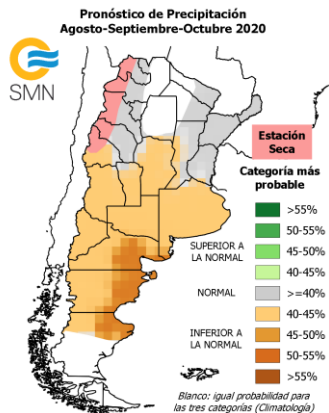 Pronóstico de Precipitación
Agosto-Septiembre-Octubre 2020
SMN
Estación
Seca
Categoría más
probable
>55%
50-55%
SUPERIOR A
LA NORMAL
45-50%
40-45%
NORMAL
>=40%
40-45%
INFERIOR A
LA NORMAL
45-50%
50-55%
>55%
Blanco: igual probabilidad para
las tres categorías (Climatología)